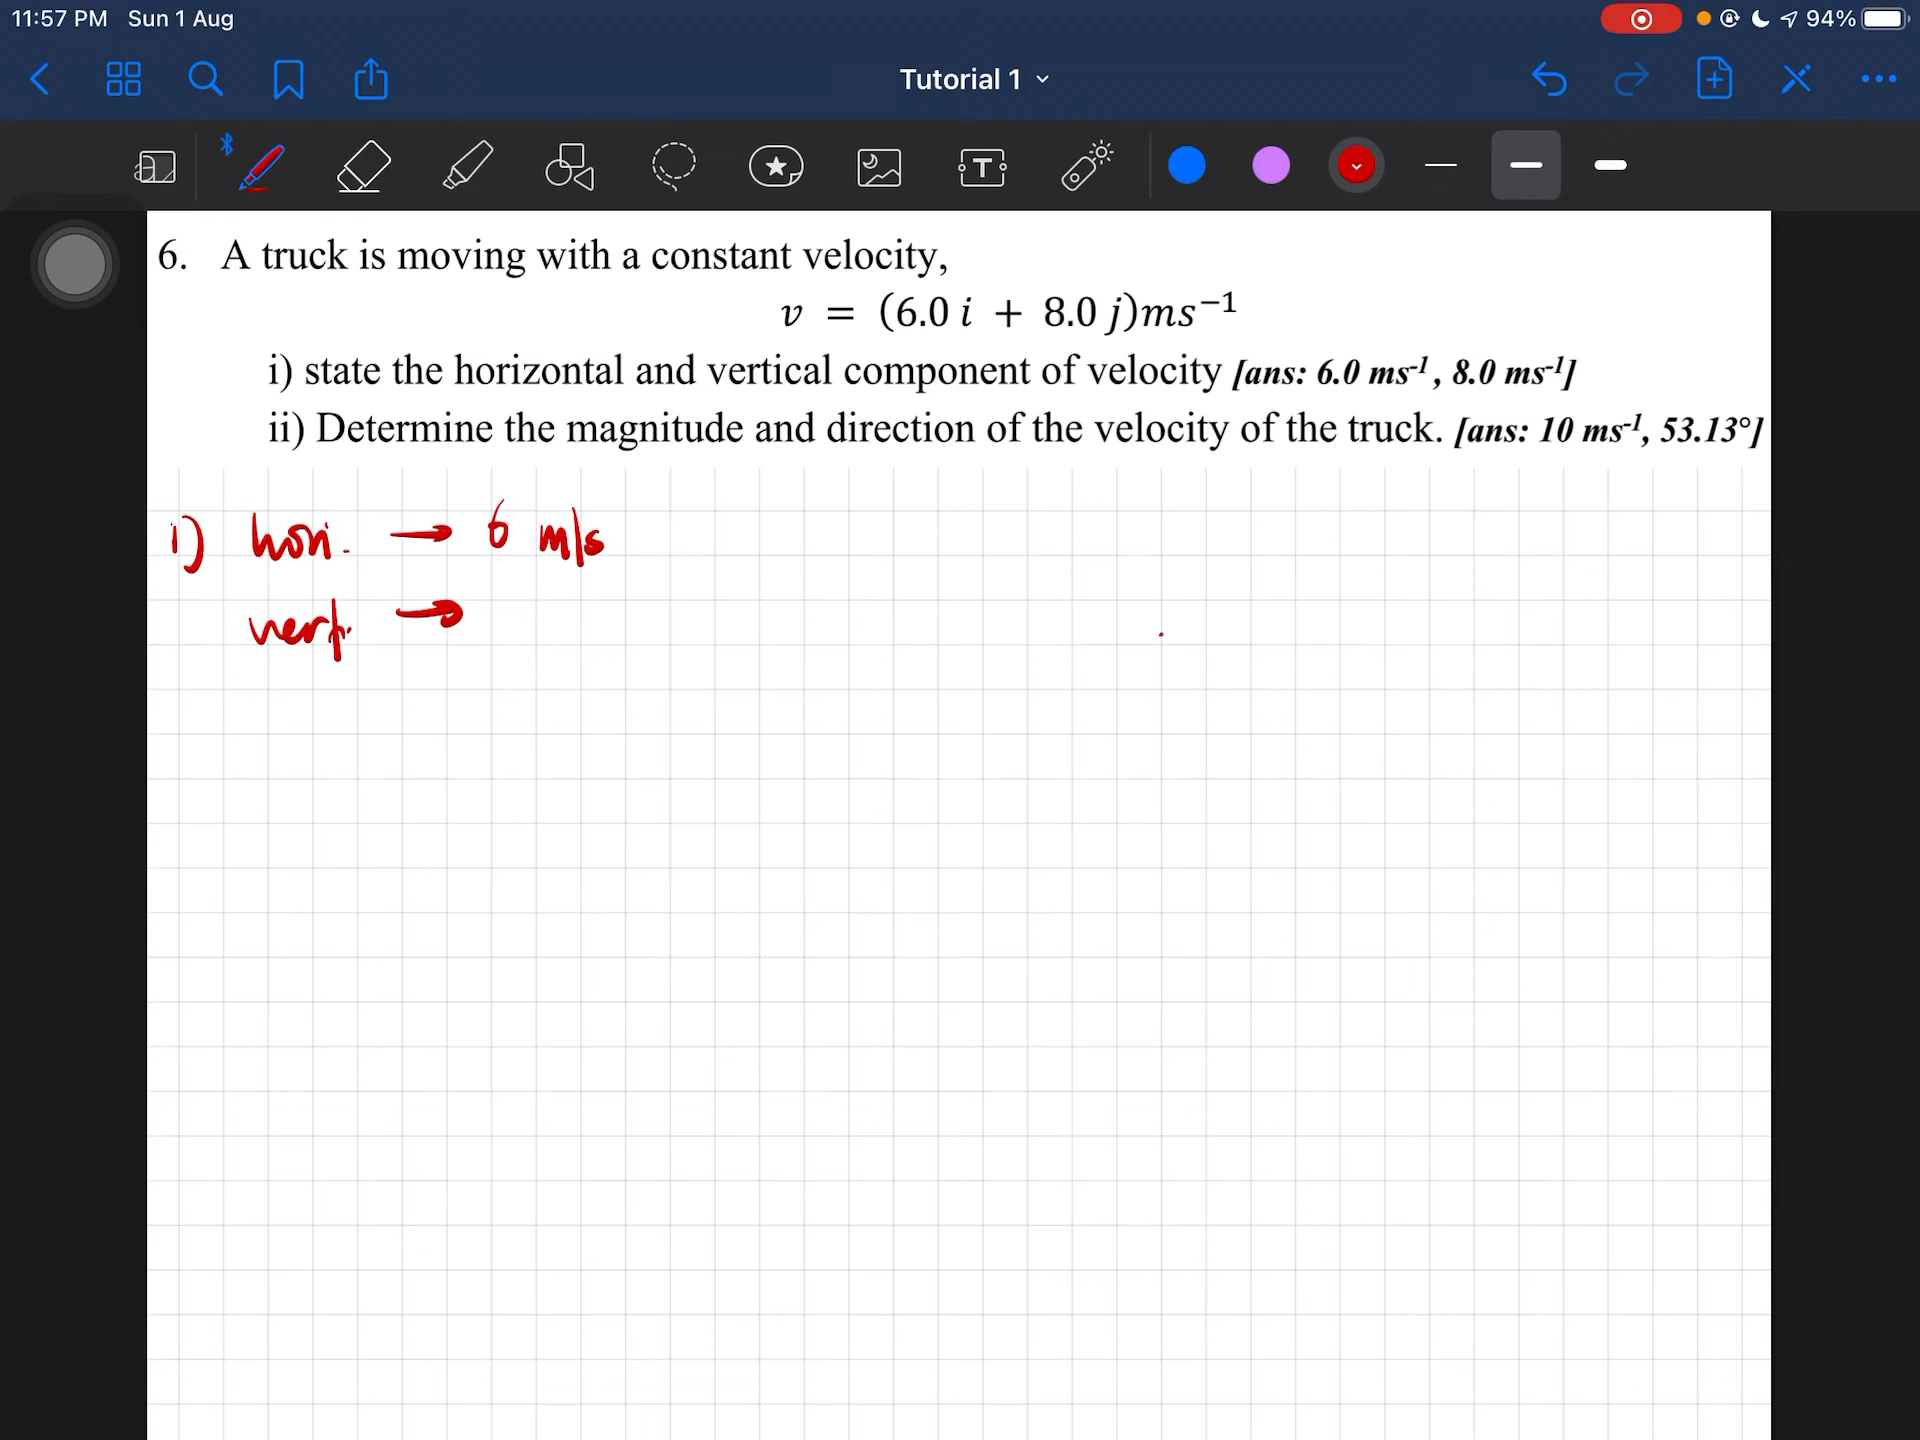 11:57 PM Sun 1 Aug
94%
Tutorial 1
T
6. A truck is moving with a constant velocity,
v = (6.0 i + 8.0 j)ms⁻¹
i) state the horizontal and vertical component of velocity [ans: 6.0 ms⁻¹, 8.0 ms⁻¹]
ii) Determine the magnitude and direction of the velocity of the truck. [ans: 10 ms⁻¹, 53.13°]
i) hori. → 6 m/s
vert. →